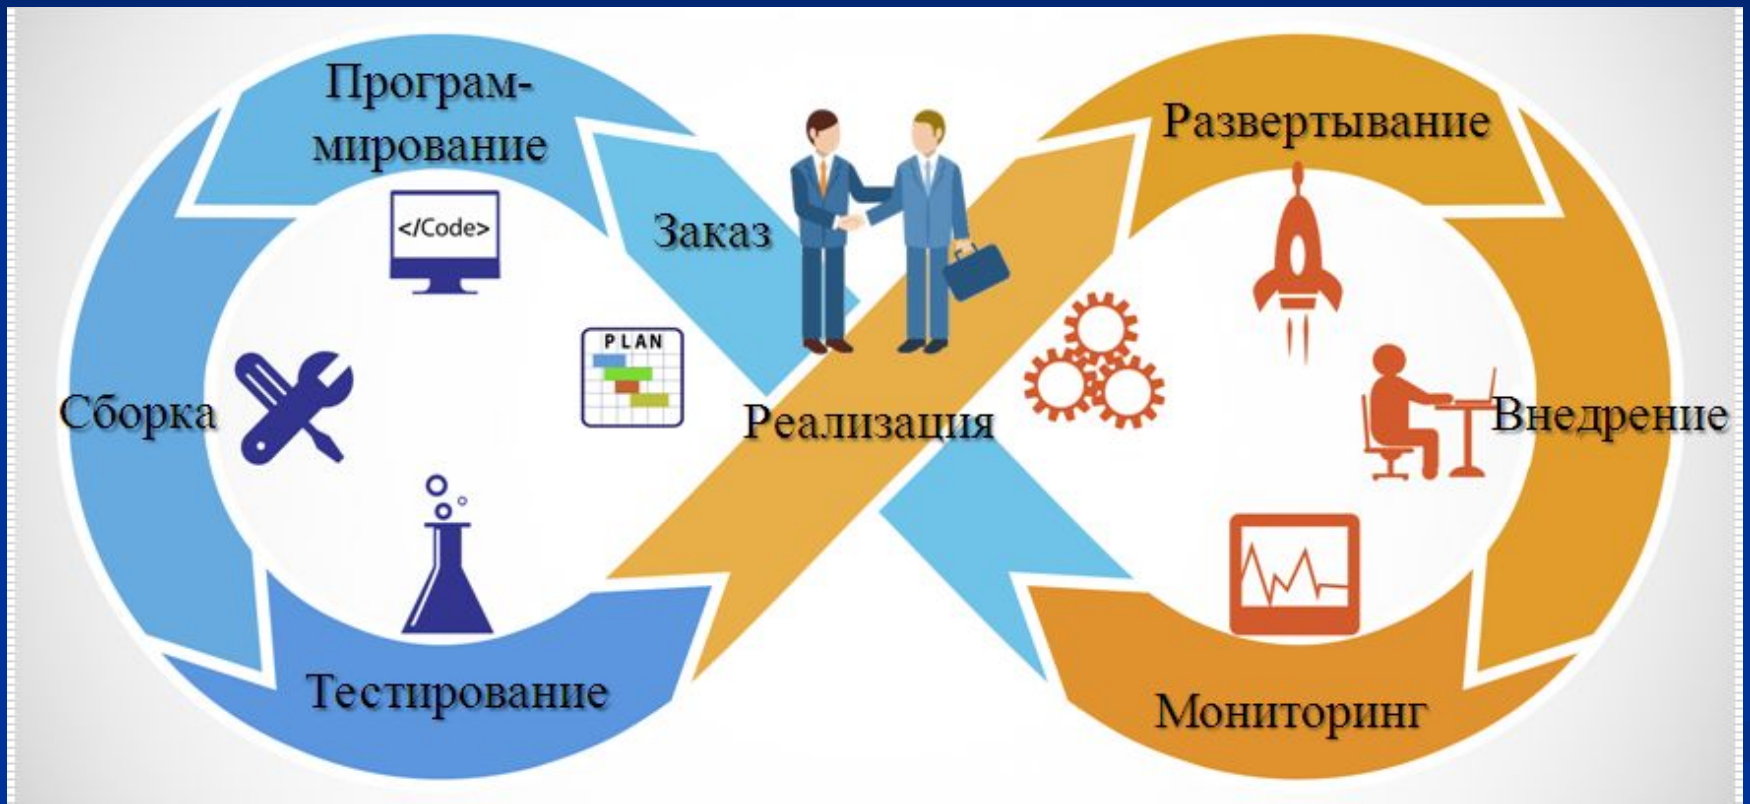 Програм-
мирование
Развертывание
</Code>
Заказ
PLAN
Сборка
Реализация
Внедрение
Тестирование
Мониторинг